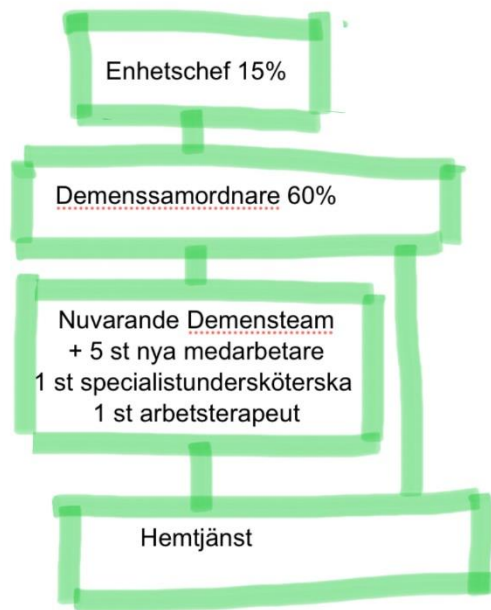 Enhetschef 15%
Demenssamordnare 60%
Nuvarande Demensteam
+ 5 st nya medarbetare
1 st specialistundersköterska
1 st arbetsterapeut
Hemtjänst